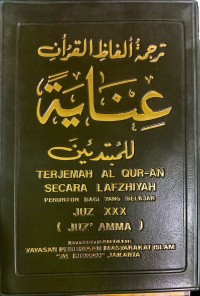 ترجمة ألفاظ القرآن
عناية
للمبتدئين
TERJEMAH AL QUR-AN
SECARA LAFZHIYAH
PENUNTUN BAGI YANG BELAJAR
JUZ XXX
( JUZ' AMMA )
YAYASAN PEMBINAAN MASYARAKAT ISLAM
JAKARTA